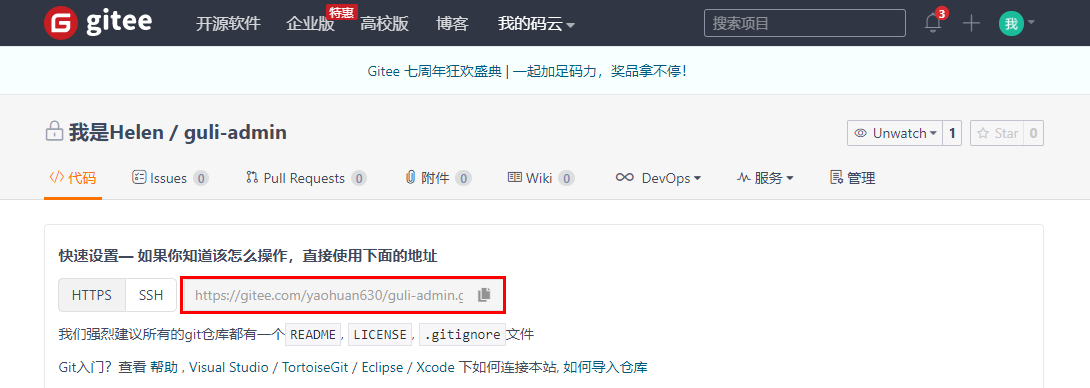 gitee 开源软件 企业版 特惠 高校版 博客 我的码云 搜索项目 3 我
Gitee 七周年狂欢盛典 | 一起加足码力，奖品拿不停！
我是Helen / guli-admin Unwatch 1 Star 0
代码 Issues 0 Pull Requests 0 附件 0 Wiki 0 DevOps 服务 管理
快速设置— 如果你知道该怎么操作，直接使用下面的地址
HTTPS SSH https://gitee.com/yaohuan630/guli-admin.g
我们强烈建议所有的git仓库都有一个 README, LICENSE, .gitignore 文件
Git入门？查看 帮助 , Visual Studio / TortoiseGit / Eclipse / Xcode 下如何连接本站, 如何导入仓库